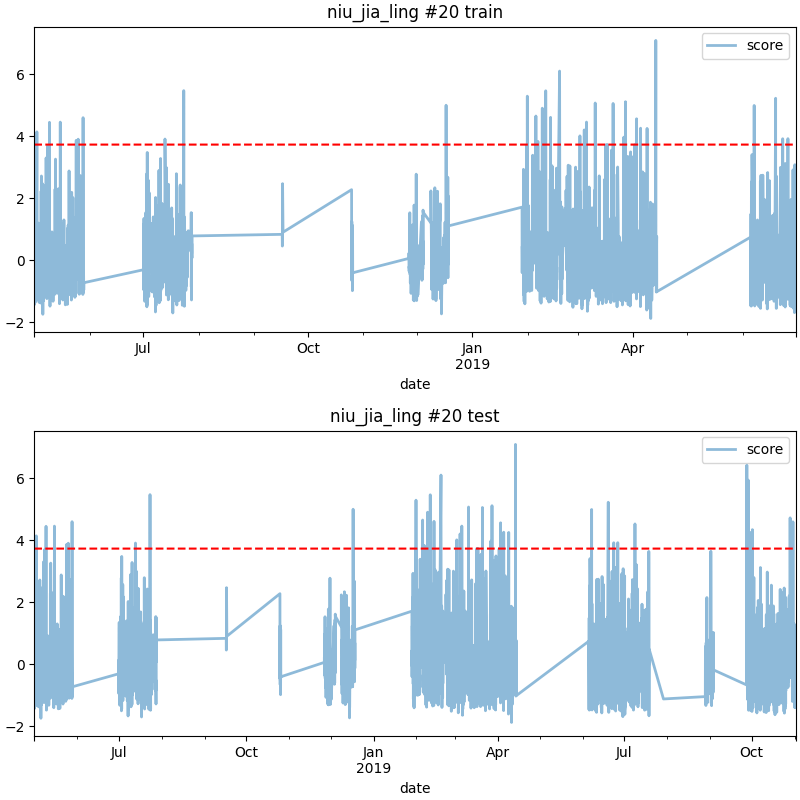 niu_jia_ling #20 train
score
6
4
2
0
−2
Jul
Oct
Jan
2019
Apr
date
niu_jia_ling #20 test
score
6
4
2
0
−2
Jul
Oct
Jan
2019
Apr
Jul
Oct
date